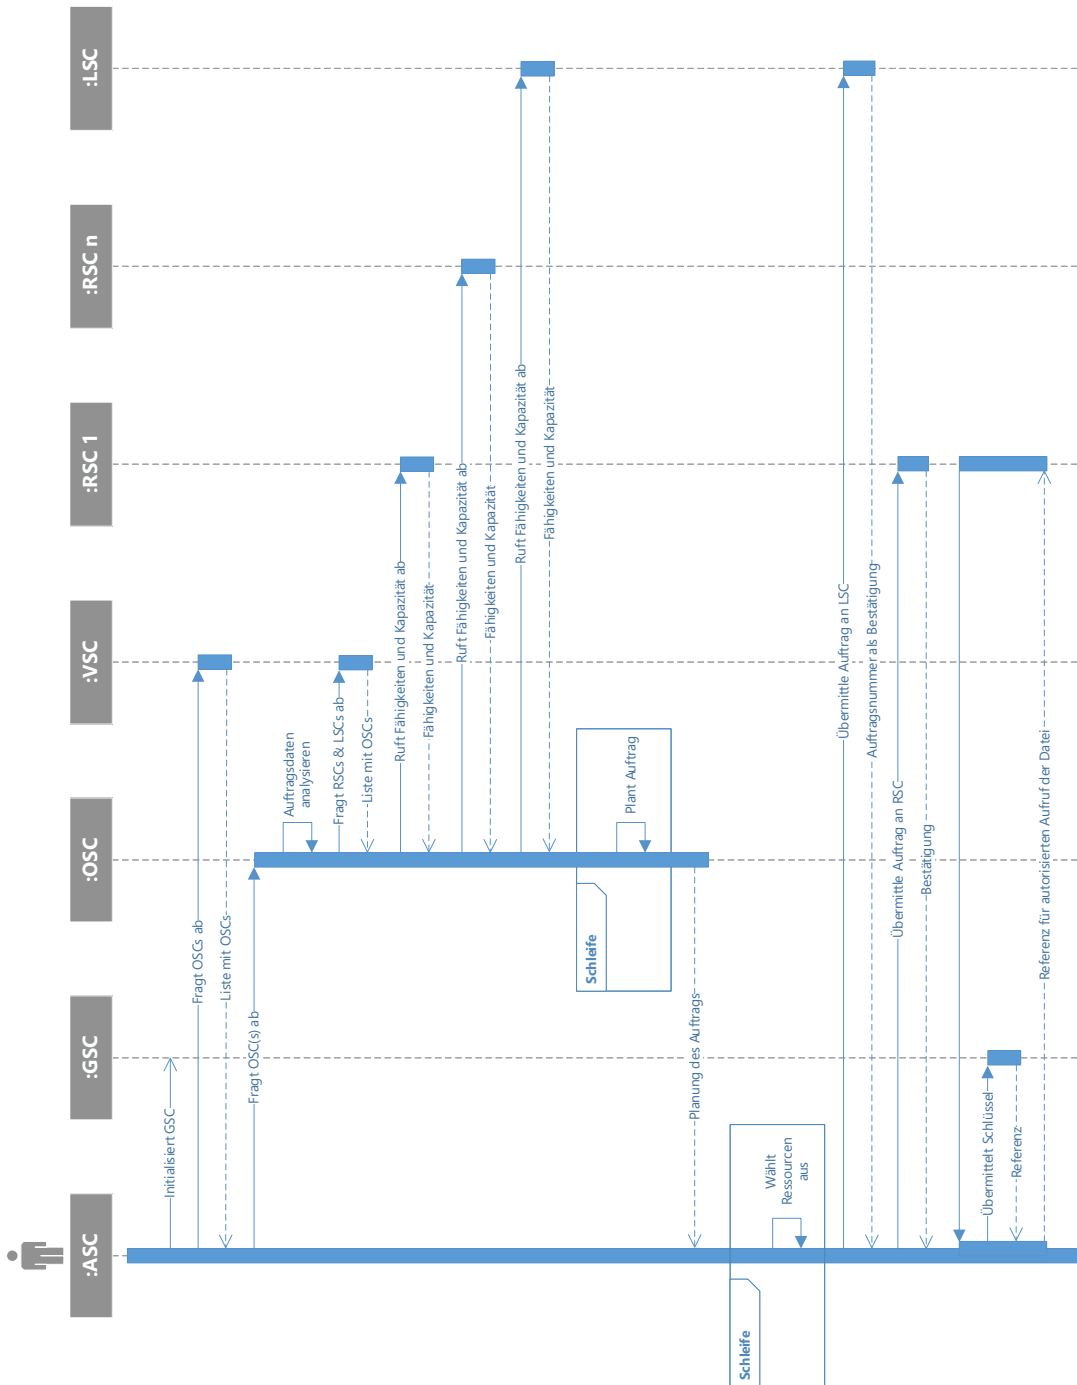 :ASC
:GSC
:OSC
:VSC
:RSC 1
:RSC n
:LSC
Initialisiert GSC
Fragt OSCs ab
Liste mit OSCs
Fragt OSC(s) ab
Auftragsdaten
analysieren
Fragt RSCs & LSCs ab
Liste mit OSCs
Ruft Fähigkeiten und Kapazität ab
Fähigkeiten und Kapazität
Ruft Fähigkeiten und Kapazität ab
Fähigkeiten und Kapazität
Ruft Fähigkeiten und Kapazität ab
Fähigkeiten und Kapazität
Schleife
Plant Auftrag
Planung des Auftrags
Schleife
Wählt
Ressourcen
aus
Übermittle Auftrag an LSC
Auftragsnummer als Bestätigung
Übermittle Auftrag an RSC
Bestätigung
Übermittelt Schlüssel
Referenz
Referenz für autorisierten Aufruf der Datei